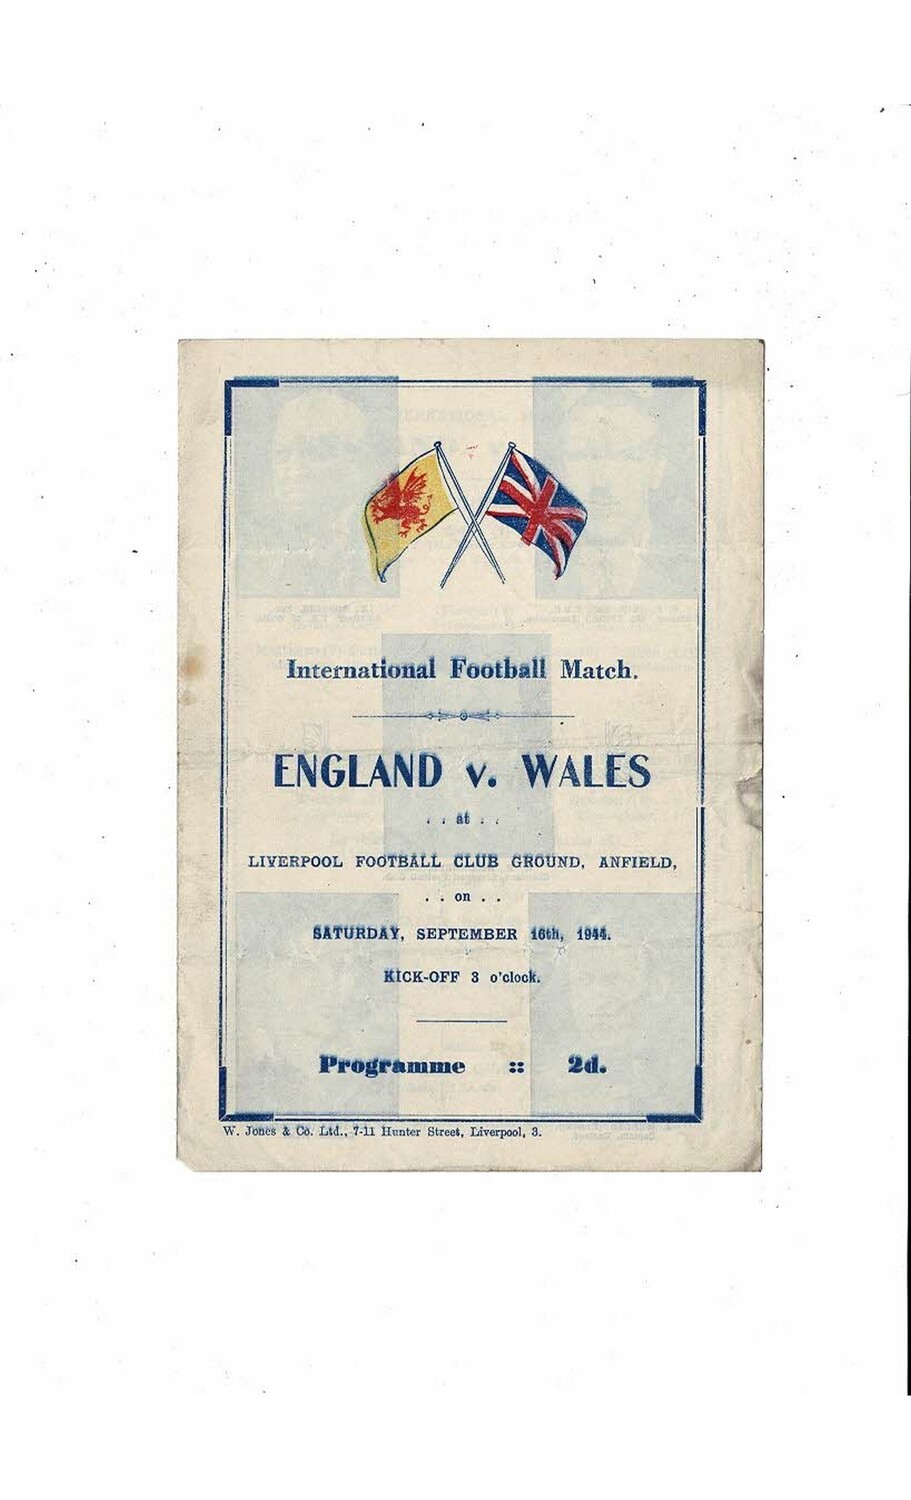 International Football Match.
ENGLAND v. WALES
. . at . .
LIVERPOOL FOOTBALL CLUB GROUND, ANFIELD,
. . on . .
SATURDAY, SEPTEMBER 16th, 1944.
KICK-OFF 3 o'clock.
Programme :: 2d.
W. Jones & Co. Ltd., 7-11 Hunter Street, Liverpool, 3.